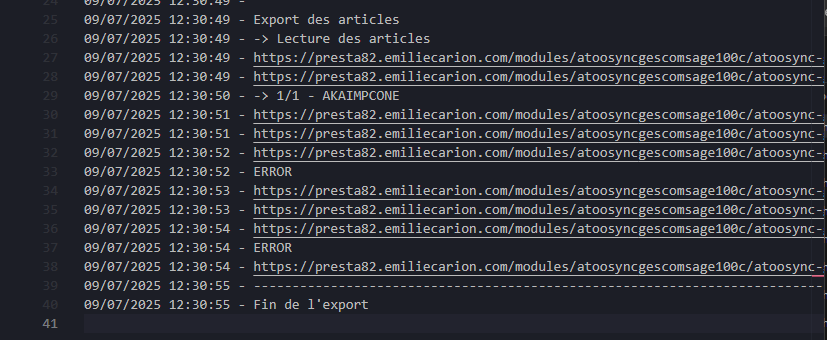 24 09/07/2025 12:30:49 -
25 09/07/2025 12:30:49 - Export des articles
26 09/07/2025 12:30:49 - -> Lecture des articles
27 09/07/2025 12:30:49 - https://presta82.emiliecarion.com/modules/atoosyncgescomsage100c/atoosync-
28 09/07/2025 12:30:49 - https://presta82.emiliecarion.com/modules/atoosyncgescomsage100c/atoosync-
29 09/07/2025 12:30:50 - -> 1/1 - AKAIMPCONE
30 09/07/2025 12:30:51 - https://presta82.emiliecarion.com/modules/atoosyncgescomsage100c/atoosync-
31 09/07/2025 12:30:51 - https://presta82.emiliecarion.com/modules/atoosyncgescomsage100c/atoosync-
32 09/07/2025 12:30:52 - https://presta82.emiliecarion.com/modules/atoosyncgescomsage100c/atoosync-
33 09/07/2025 12:30:52 - ERROR
34 09/07/2025 12:30:53 - https://presta82.emiliecarion.com/modules/atoosyncgescomsage100c/atoosync-
35 09/07/2025 12:30:53 - https://presta82.emiliecarion.com/modules/atoosyncgescomsage100c/atoosync-
36 09/07/2025 12:30:54 - https://presta82.emiliecarion.com/modules/atoosyncgescomsage100c/atoosync-
37 09/07/2025 12:30:54 - ERROR
38 09/07/2025 12:30:54 - https://presta82.emiliecarion.com/modules/atoosyncgescomsage100c/atoosync-
39 09/07/2025 12:30:55 - ---------------------------------------------------------------------------
40 09/07/2025 12:30:55 - Fin de l'export
41